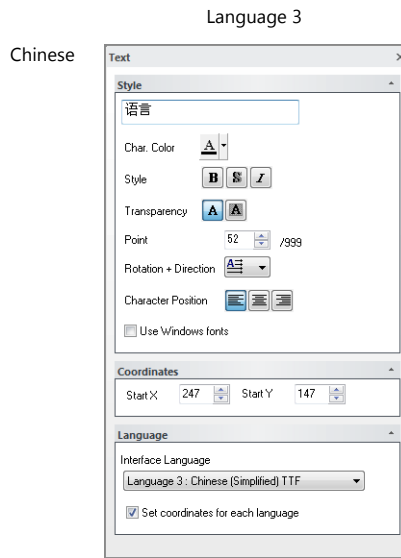 Language 3
Chinese
Text
Style
语言
Char. Color A
Style B S I
Transparency A A
Point 52 /999
Rotation + Direction A
Character Position
Use Windows fonts
Coordinates
Start X 247 Start Y 147
Language
Interface Language
Language 3 : Chinese (Simplified) TTF
Set coordinates for each language